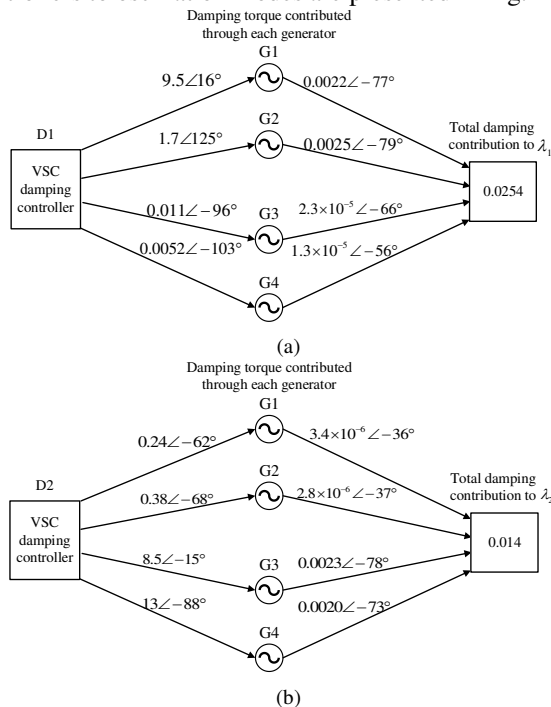 Damping torque contributed
through each generator
G1
9.5∠16°
0.0022∠−77°
D1
G2
1.7∠125°
0.0025∠−79°
Total damping
contribution to λ₁
VSC
damping
controller
0.0254
0.011∠−96°
G3
2.3×10⁻⁵∠−66°
0.0052∠−103°
1.3×10⁻⁵∠−56°
G4
(a)
Damping torque contributed
through each generator
G1
0.24∠−62°
3.4×10⁻⁶∠−36°
D2
G2
0.38∠−68°
2.8×10⁻⁶∠−37°
Total damping
contribution to λ₂
VSC
damping
controller
0.014
8.5∠−15°
G3
0.0023∠−78°
13∠−88°
0.0020∠−73°
G4
(b)